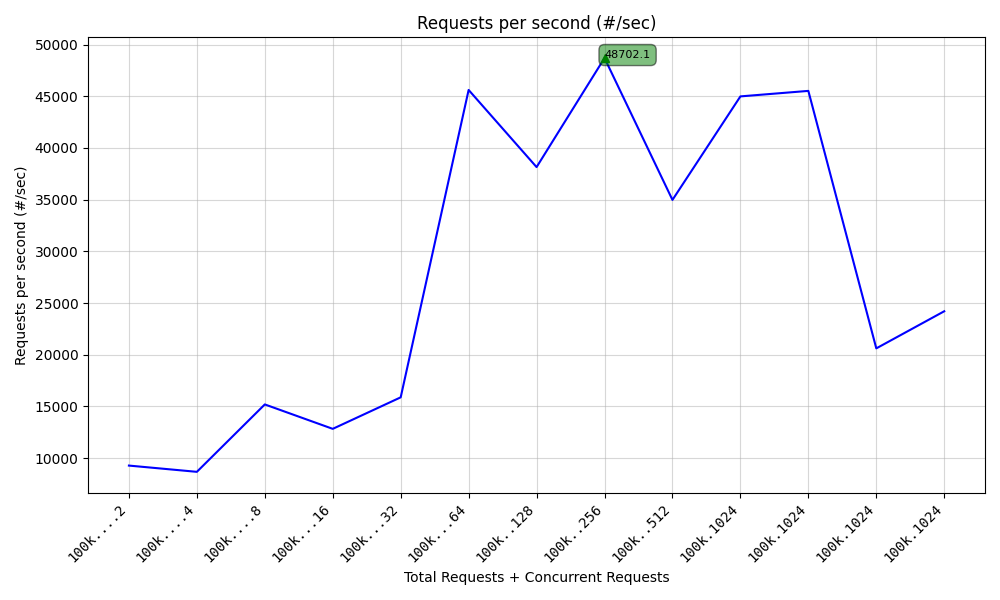 Requests per second (#/sec)
50000
48702.1
45000
40000
35000
30000
25000
20000
15000
10000
Requests per second (#/sec)
100k....2
100k....4
100k....8
100k...16
100k...32
100k...64
100k..128
100k..256
100k..512
100k.1024
100k.1024
100k.1024
100k.1024
Total Requests + Concurrent Requests